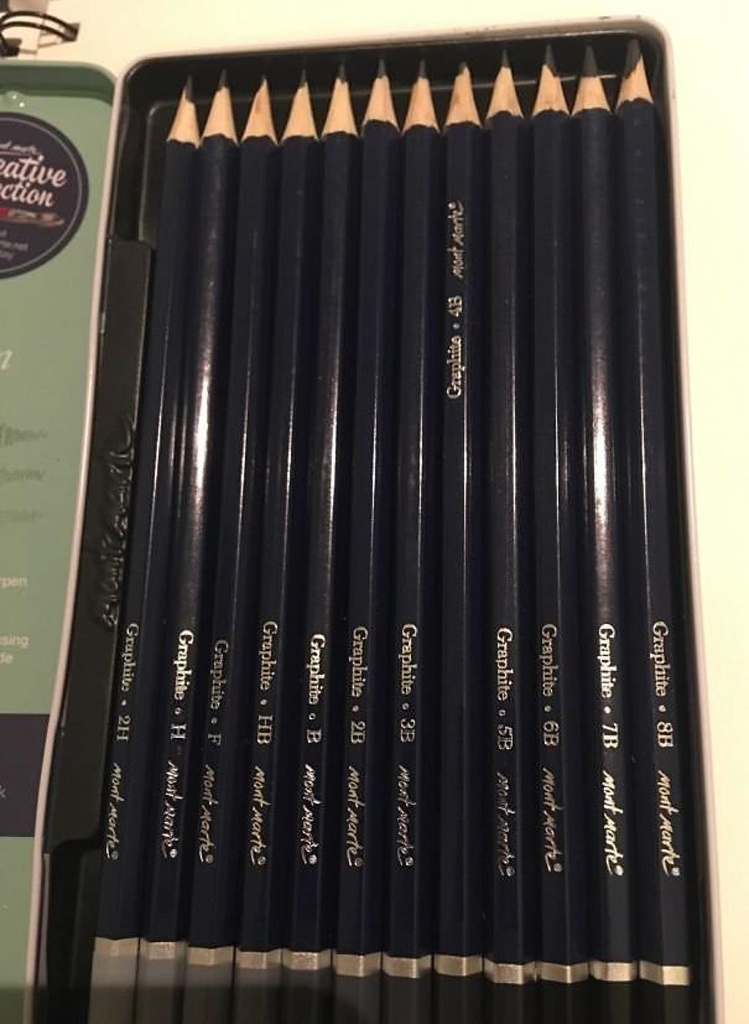 eative
ction
rpen
using
de
Graphite • 2H mont marte®
Graphite • H mont marte®
Graphite • F mont marte®
Graphite • HB mont marte®
Graphite • B mont marte®
Graphite • 2B mont marte®
Graphite • 3B mont marte®
Graphite • 4B mont marte®
Graphite • 5B mont marte®
Graphite • 6B mont marte®
Graphite • 7B mont marte®
Graphite • 8B mont marte®